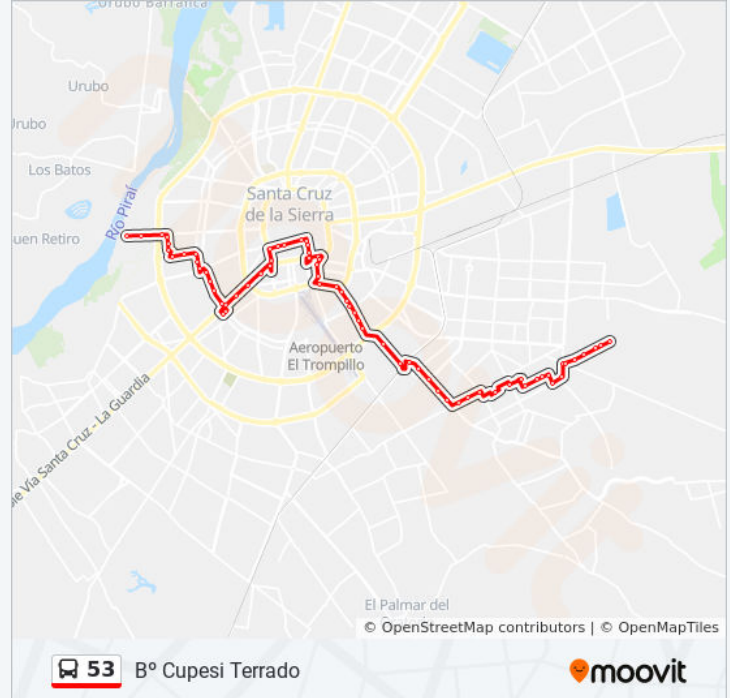 Urubo Barranca
Urubo
Urubo
Los Batos
Río Piraí
Buen Retiro
Santa Cruz
de la Sierra
Aeropuerto
El Trompillo
Vía Santa Cruz - La Guardia
El Palmar del
© OpenStreetMap contributors | © OpenMapTiles
53 Bº Cupesi Terrado
moovit